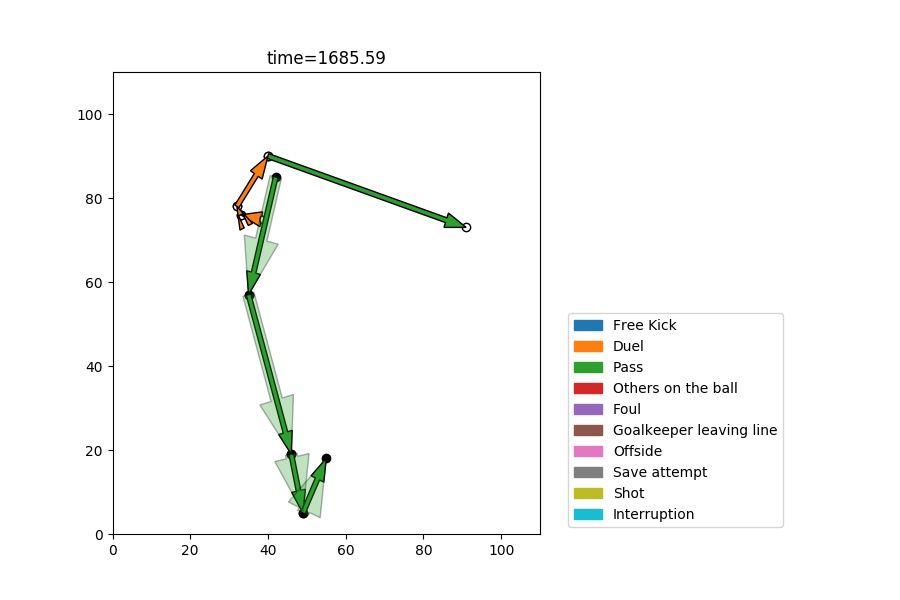 time=1685.59
100
80
60
40
20
0
0 20 40 60 80 100
Free Kick
Duel
Pass
Others on the ball
Foul
Goalkeeper leaving line
Offside
Save attempt
Shot
Interruption